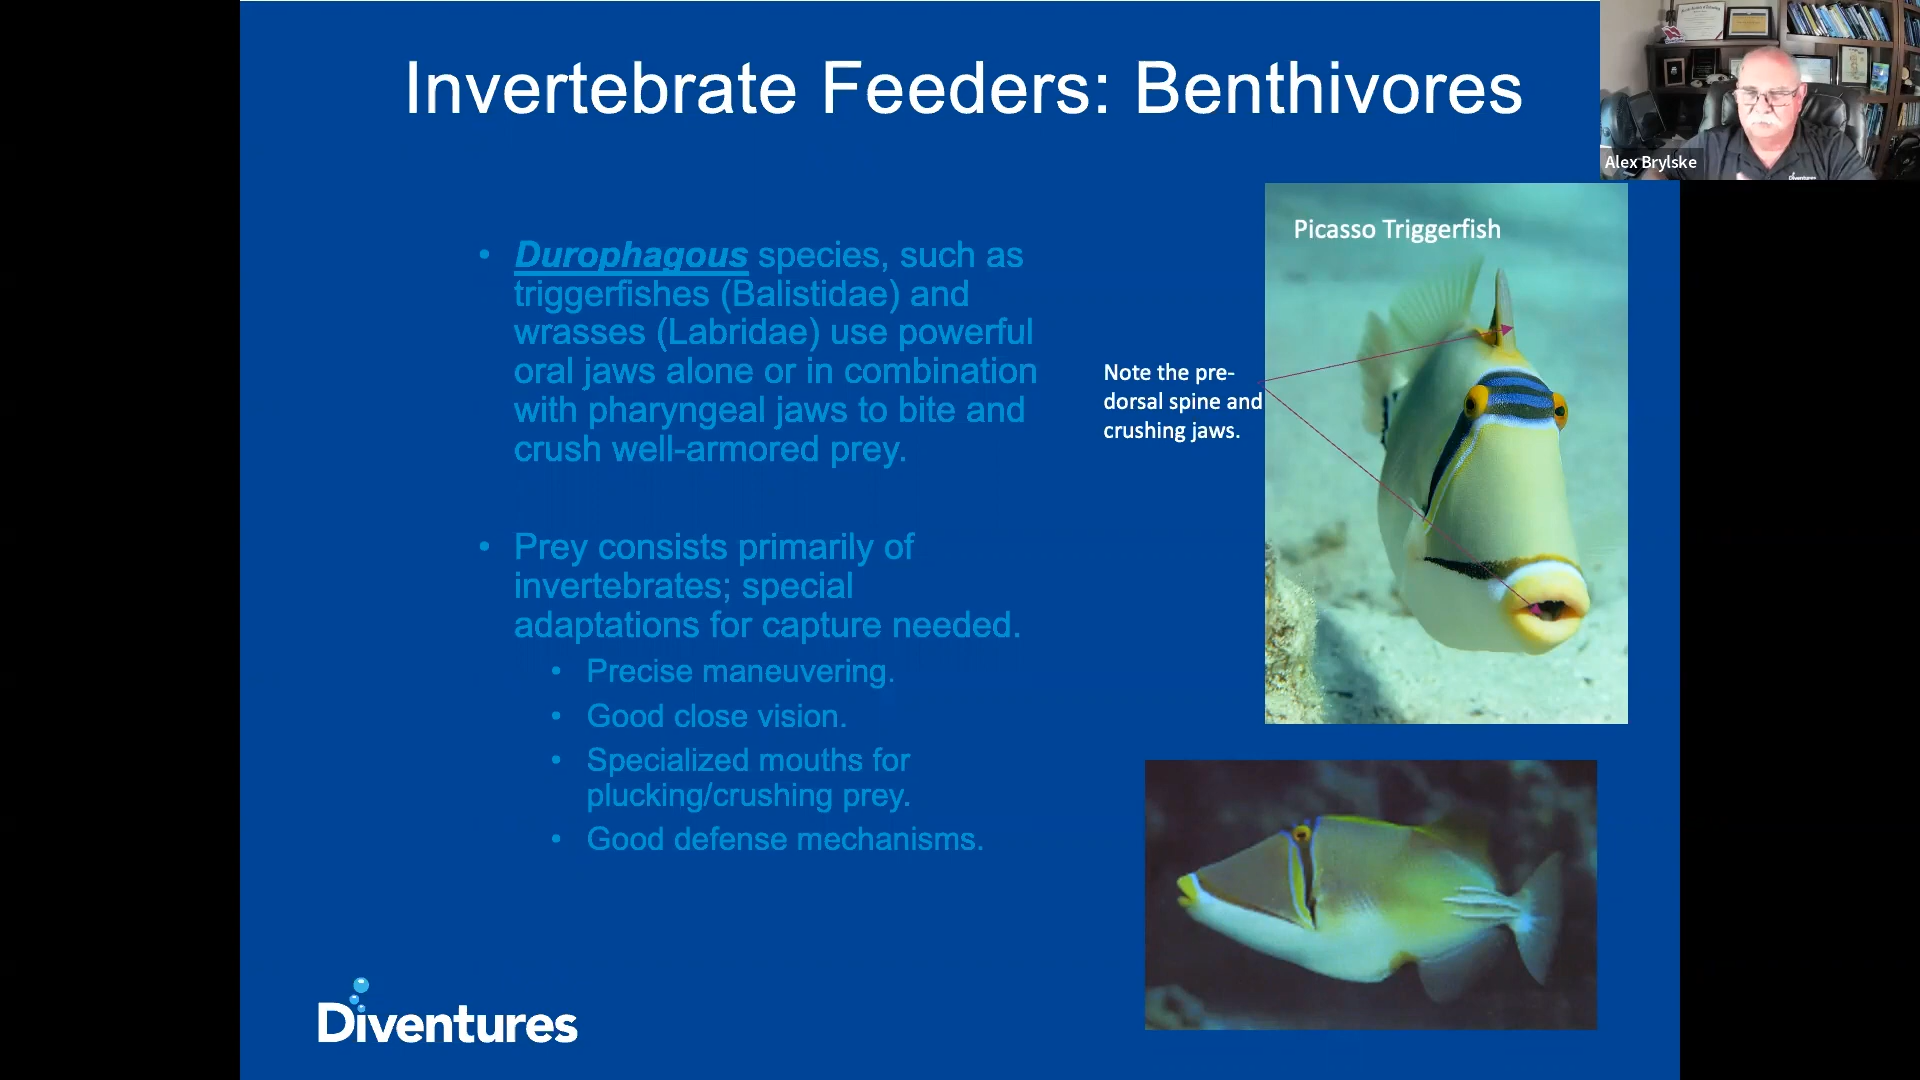 Invertebrate Feeders: Benthivores
Alex Brylske
Diventures
Picasso Triggerfish
• Durophagous species, such as
triggerfishes (Balistidae) and
wrasses (Labridae) use powerful
oral jaws alone or in combination
with pharyngeal jaws to bite and
crush well-armored prey.
Note the pre-
dorsal spine and
crushing jaws.
• Prey consists primarily of
invertebrates; special
adaptations for capture needed.
• Precise maneuvering.
• Good close vision.
• Specialized mouths for
plucking/crushing prey.
• Good defense mechanisms.
Diventures